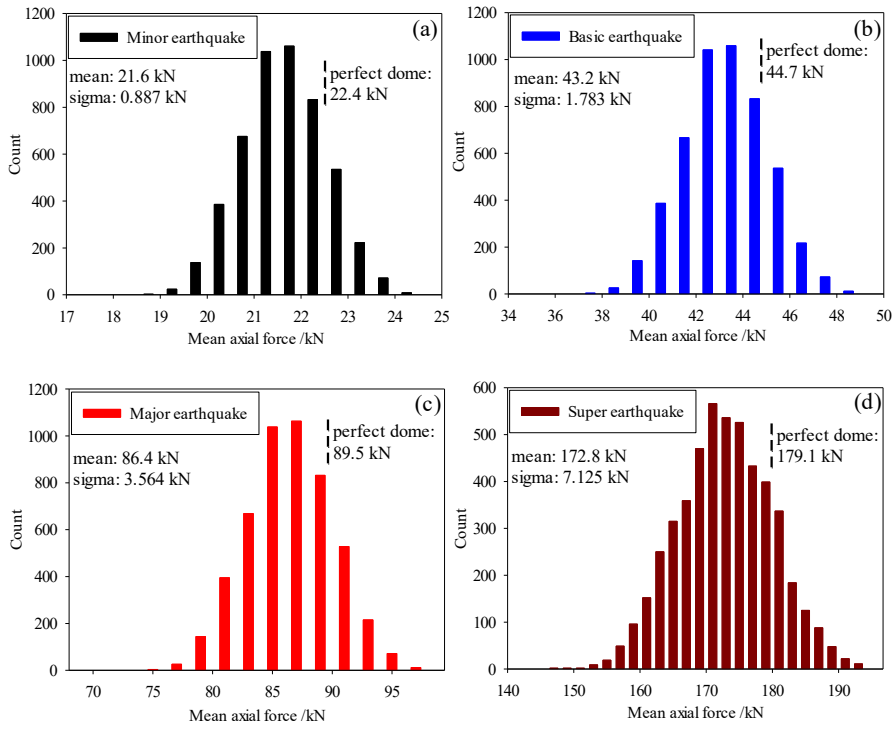 (a)
Minor earthquake
mean: 21.6 kN
sigma: 0.887 kN
perfect dome:
22.4 kN
1200
1000
800
600
400
200
0
Count
17 18 19 20 21 22 23 24 25
Mean axial force /kN
(b)
Basic earthquake
mean: 43.2 kN
sigma: 1.783 kN
perfect dome:
44.7 kN
1200
1000
800
600
400
200
0
Count
34 36 38 40 42 44 46 48 50
Mean axial force /kN
(c)
Major earthquake
mean: 86.4 kN
sigma: 3.564 kN
perfect dome:
89.5 kN
1200
1000
800
600
400
200
0
Count
70 75 80 85 90 95
Mean axial force /kN
(d)
Super earthquake
mean: 172.8 kN
sigma: 7.125 kN
perfect dome:
179.1 kN
600
500
400
300
200
100
0
Count
140 150 160 170 180 190
Mean axial force /kN